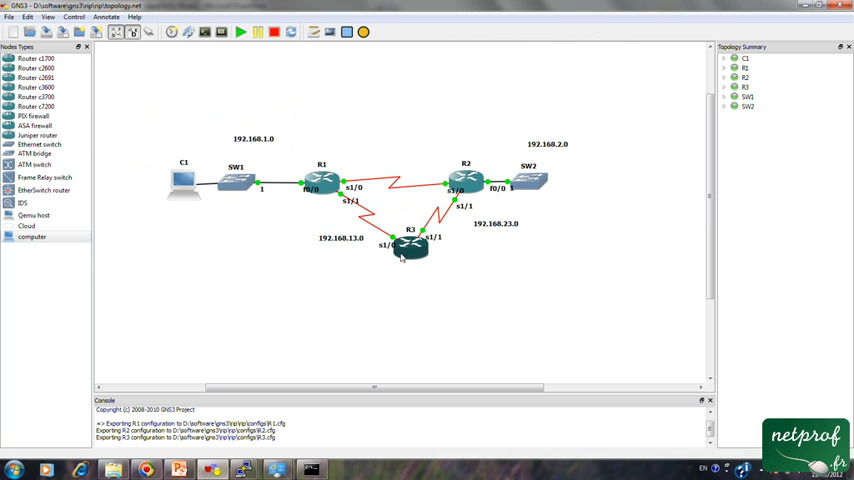 GNS3 - D:\software\gns3\rip\rip\topology.net
File Edit View Control Annotate Help
Nodes Types
Router c1700
Router c2600
Router c2691
Router c3600
Router c3700
Router c7200
PIX firewall
ASA firewall
Juniper router
Ethernet switch
ATM bridge
ATM switch
Frame Relay switch
EtherSwitch router
IDS
Qemu host
Cloud
computer
192.168.1.0
192.168.2.0
C1
SW1
R1
R2
SW2
1
f0/0
s1/0
s1/0
f0/0
1
s1/1
s1/1
192.168.13.0
R3
192.168.23.0
s1/0
s1/1
Topology Summary
C1
R1
R2
R3
SW1
SW2
Console
Copyright (c) 2008-2010 GNS3 Project
=> Exporting R1 configuration to D:\software\gns3\rip\rip\configs\R1.cfg
Exporting R2 configuration to D:\software\gns3\rip\rip\configs\R2.cfg
Exporting R3 configuration to D:\software\gns3\rip\rip\configs\R3.cfg
EN
netprof
.fr